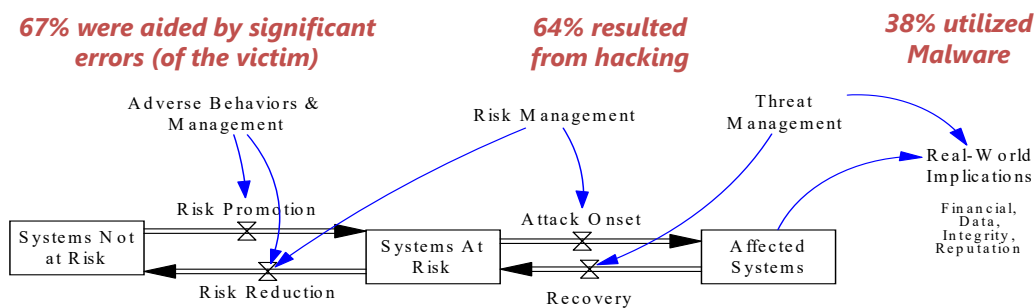 67% were aided by significant
errors (of the victim)
64% resulted
from hacking
38% utilized
Malware
Adverse Behaviors &
Management
Risk Management
Threat
Management
Real-World
Implications
Financial,
Data,
Integrity,
Reputation
Risk Promotion
Attack Onset
Systems Not
at Risk
Systems At
Risk
Affected
Systems
Risk Reduction
Recovery